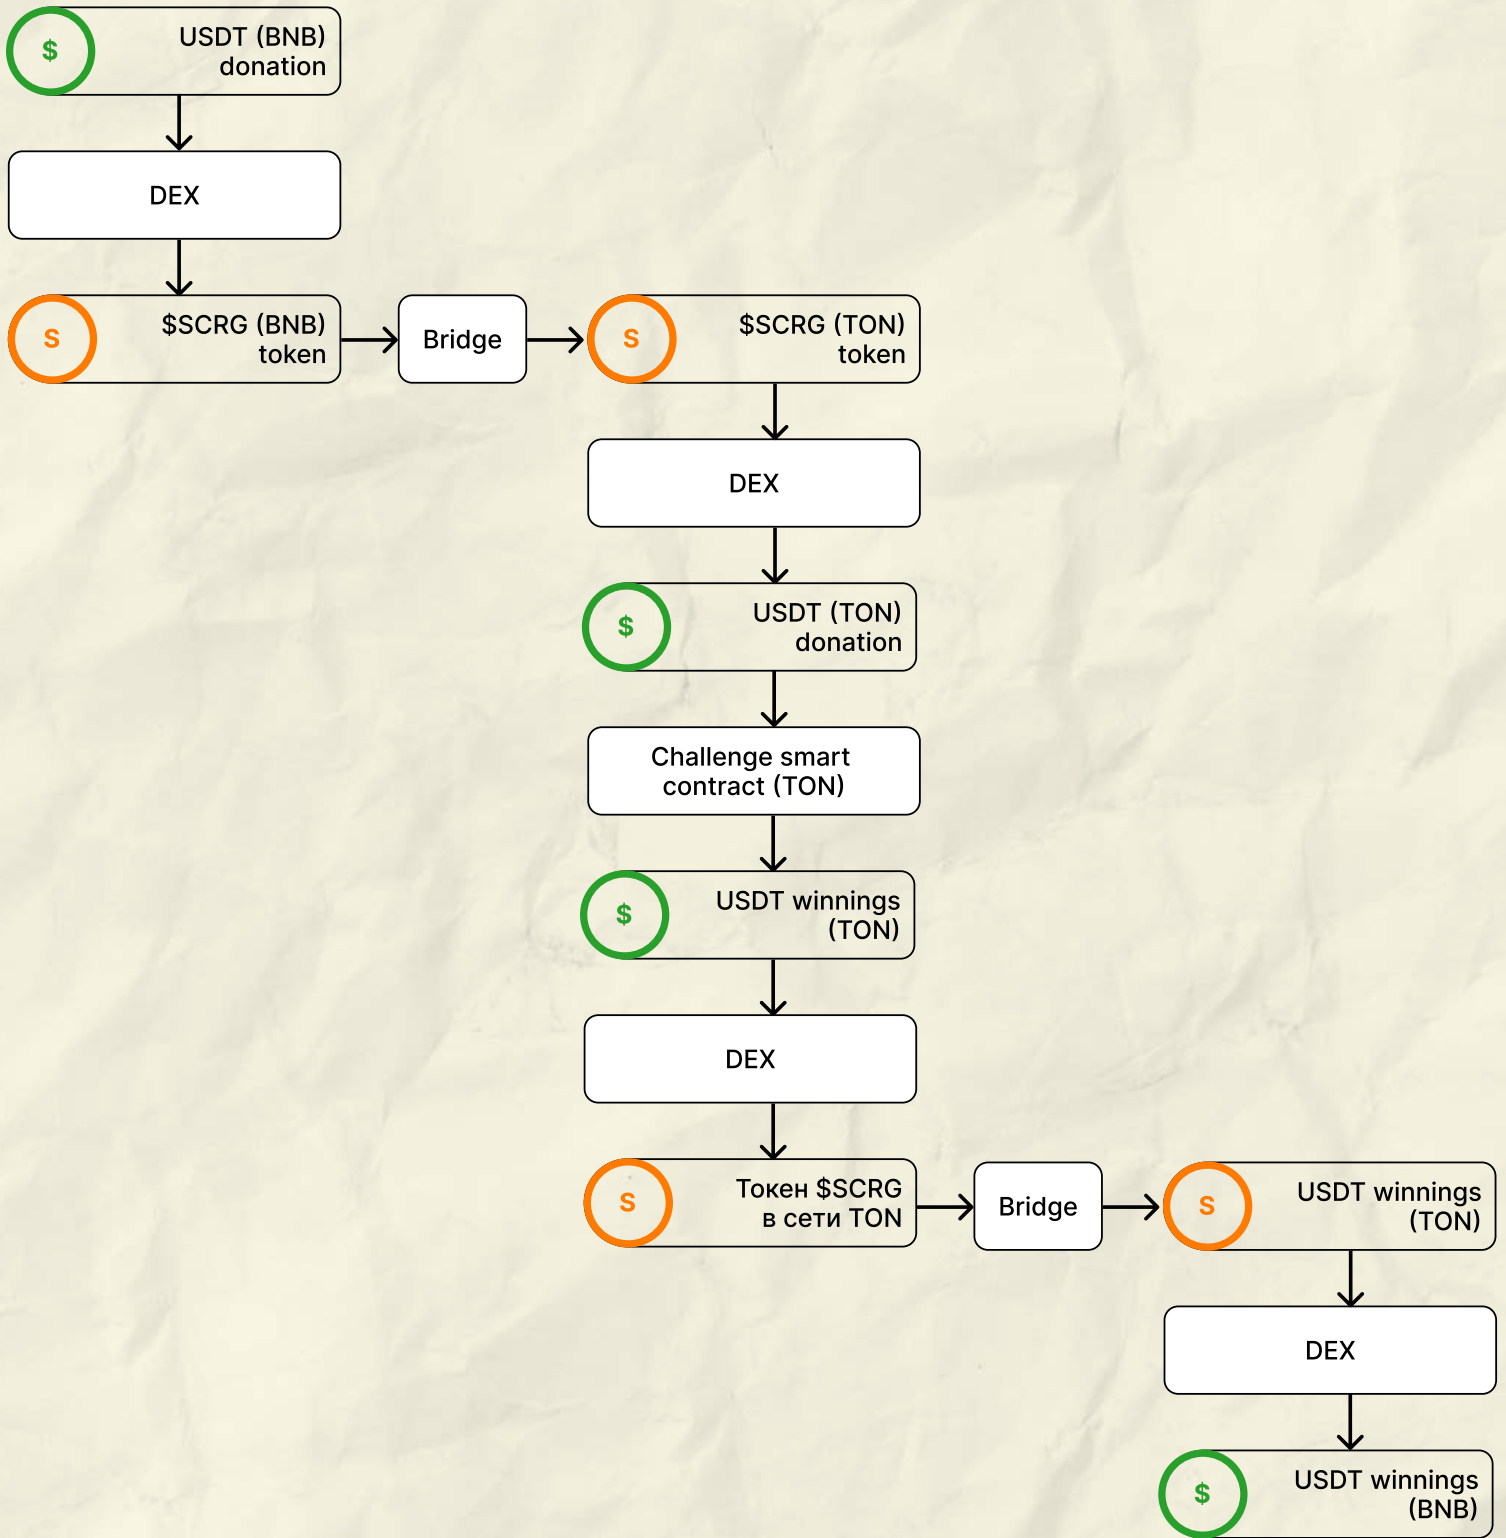 $
USDT (BNB)
donation
DEX
S
$SCRG (BNB)
token
Bridge
S
$SCRG (TON)
token
DEX
$
USDT (TON)
donation
Challenge smart
contract (TON)
$
USDT winnings
(TON)
DEX
S
Токен $SCRG
в сети TON
Bridge
S
USDT winnings
(TON)
DEX
$
USDT winnings
(BNB)